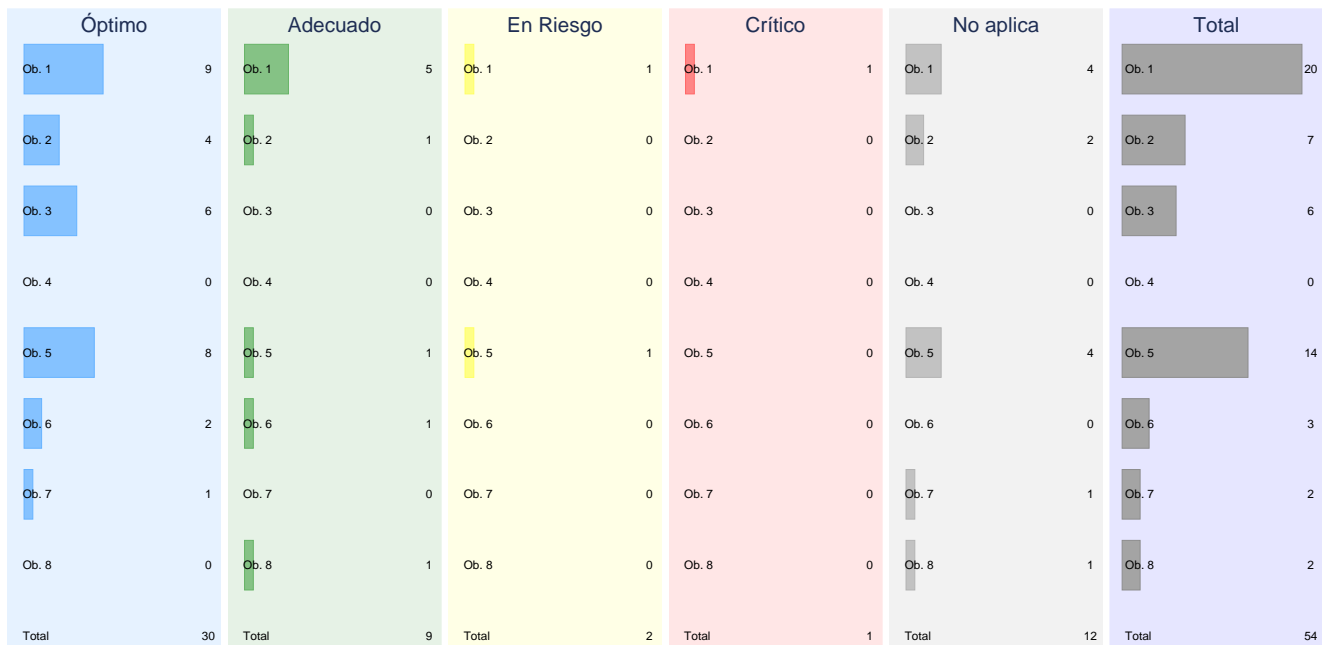 Óptimo Adecuado En Riesgo Crítico No aplica Total
Ob. 1 9 Ob. 1 5 Ob. 1 1 Ob. 1 1 Ob. 1 4 Ob. 1 20
Ob. 2 4 Ob. 2 1 Ob. 2 0 Ob. 2 0 Ob. 2 2 Ob. 2 7
Ob. 3 6 Ob. 3 0 Ob. 3 0 Ob. 3 0 Ob. 3 0 Ob. 3 6
Ob. 4 0 Ob. 4 0 Ob. 4 0 Ob. 4 0 Ob. 4 0 Ob. 4 0
Ob. 5 8 Ob. 5 1 Ob. 5 1 Ob. 5 0 Ob. 5 4 Ob. 5 14
Ob. 6 2 Ob. 6 1 Ob. 6 0 Ob. 6 0 Ob. 6 0 Ob. 6 3
Ob. 7 1 Ob. 7 0 Ob. 7 0 Ob. 7 0 Ob. 7 1 Ob. 7 2
Ob. 8 0 Ob. 8 1 Ob. 8 0 Ob. 8 0 Ob. 8 1 Ob. 8 2
Total 30 Total 9 Total 2 Total 1 Total 12 Total 54